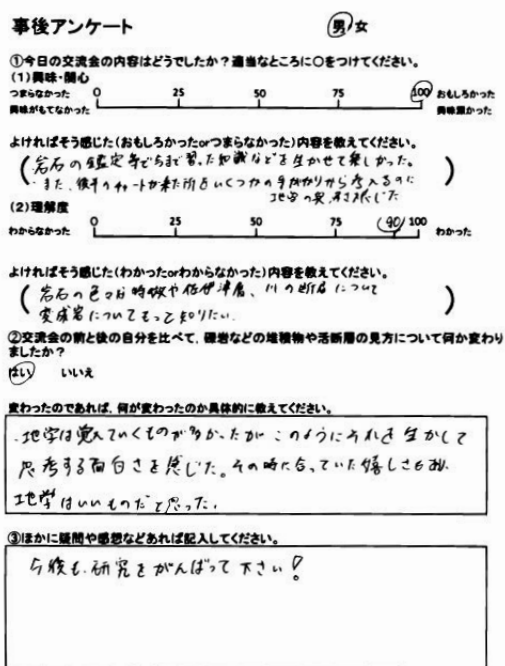 事後アンケート 男/女
①今日の交流会の内容はどうでしたか？適当なところに○をつけてください。
(1)興味・関心
つまらなかった 0 25 50 75 100 おもしろかった
興味がもてなかった 興味深かった
よければそう感じた(おもしろかったorつまらなかった)内容を教えてください。
岩石の鑑定等で今まで習った知識などを生かせて楽しかった。
・また、後半のチャートが来た所をいくつかの手がかりから考えるのに
地学の奥深さを感じた
(2)理解度
0 25 50 75 (90) 100
わからなかった わかった
よければそう感じた(わかったorわからなかった)内容を教えてください。
岩石の色々な特徴や 川の断層について
変成岩についてもっと知りたい
②交流会の前と後の自分を比べて、礫岩などの堆積物や活断層の見方について何か変わり
ましたか？
はい いいえ
変わったのであれば、何が変わったのか具体的に教えてください。
・地学は覚えていくものが多かったが このようにそれを生かして
思考する面白さを感じた。その時に合っていた嬉しさも
地学はいいものだと思った。
③ほかに疑問や感想などあれば記入してください。
今後も、研究をがんばって下さい！